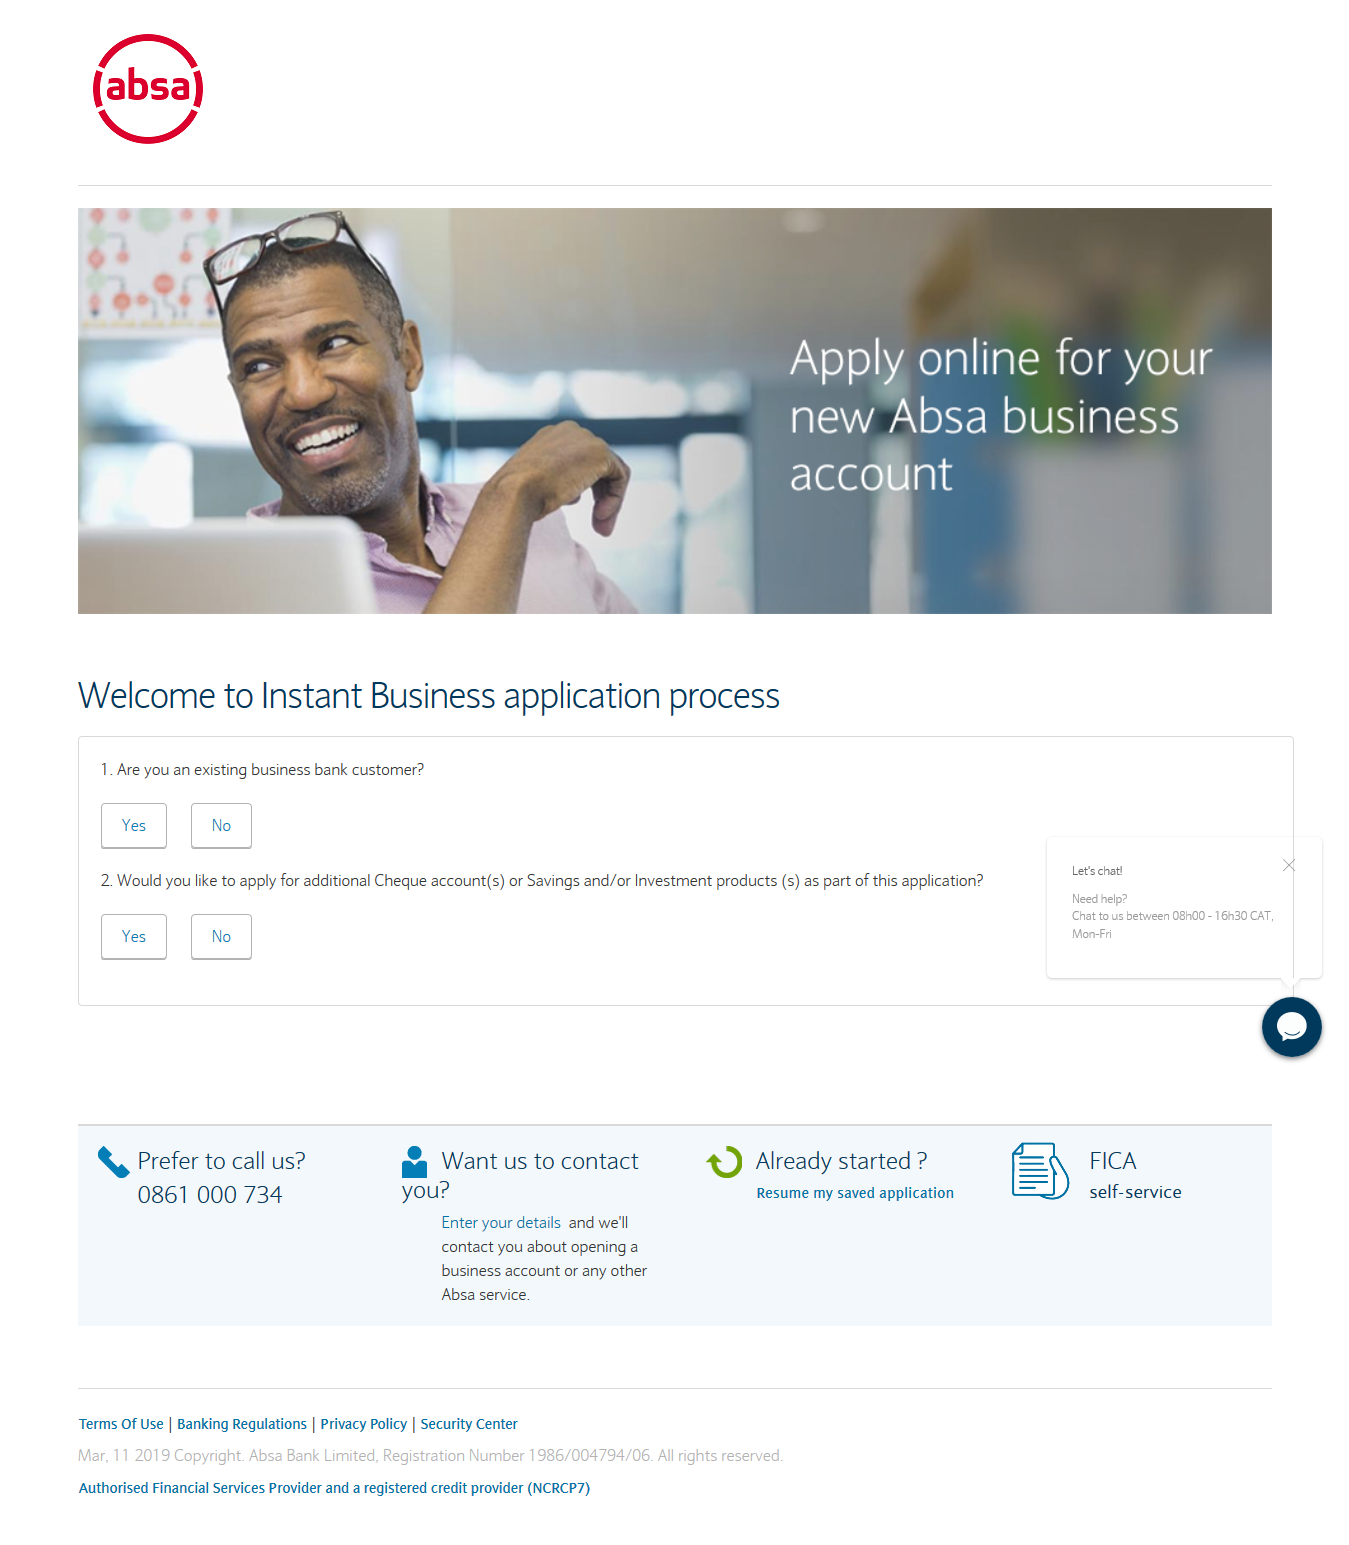 absa
Apply online for your
new Absa business
account
Welcome to Instant Business application process
1. Are you an existing business bank customer?
Yes No
2. Would you like to apply for additional Cheque account(s) or Savings and/or Investment products (s) as part of this application?
Yes No
Let's chat!
Need help?
Chat to us between 08h00 - 16h30 CAT,
Mon-Fri
Prefer to call us?
0861 000 734
Want us to contact
you?
Enter your details and we'll
contact you about opening a
business account or any other
Absa service.
Already started ?
Resume my saved application
FICA
self-service
Terms Of Use | Banking Regulations | Privacy Policy | Security Center
Mar, 11 2019 Copyright. Absa Bank Limited, Registration Number 1986/004794/06. All rights reserved.
Authorised Financial Services Provider and a registered credit provider (NCRCP7)